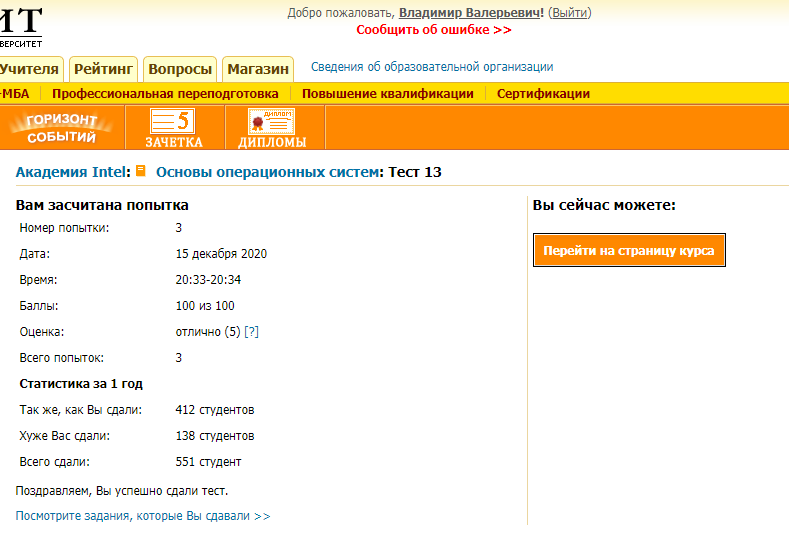 ИТ
ВЕРСИТЕТ
Добро пожаловать, Владимир Валерьевич! (Выйти)
Сообщить об ошибке >>
Учителя Рейтинг Вопросы Магазин Сведения об образовательной организации
-МБА Профессиональная переподготовка Повышение квалификации Сертификации
ГОРИЗОНТ
СОБЫТИЙ
5
ЗАЧЕТКА
ДИПЛОМ
ДИПЛОМЫ
Академия Intel: Основы операционных систем: Тест 13
Вам засчитана попытка
Номер попытки: 3
Дата: 15 декабря 2020
Время: 20:33-20:34
Баллы: 100 из 100
Оценка: отлично (5) [?]
Всего попыток: 3
Статистика за 1 год
Так же, как Вы сдали: 412 студентов
Хуже Вас сдали: 138 студентов
Всего сдали: 551 студент
Поздравляем, Вы успешно сдали тест.
Посмотрите задания, которые Вы сдавали >>
Вы сейчас можете:
Перейти на страницу курса